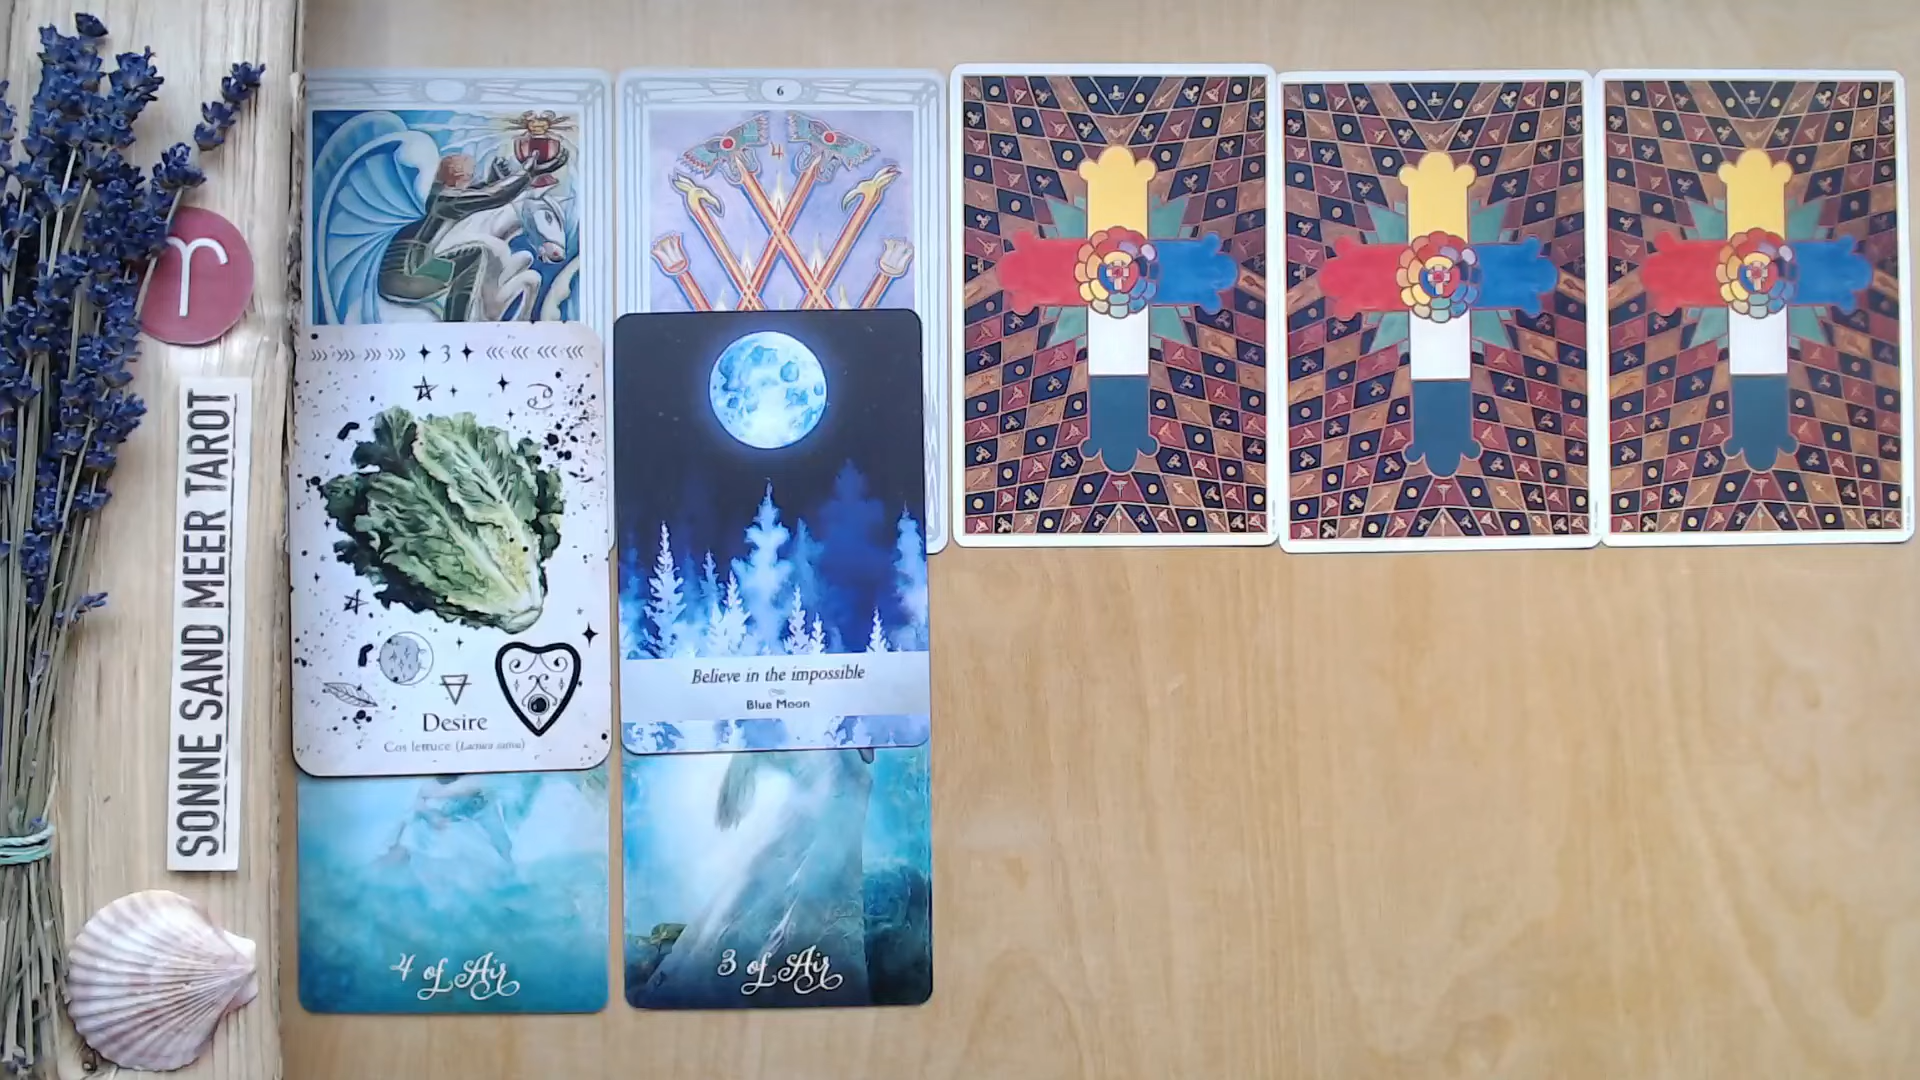 SONNE SAND MEER TAROT
6
3
Desire
Cos lettuce (Lactuca sativa)
Believe in the impossible
Blue Moon
4 of Air
3 of Air